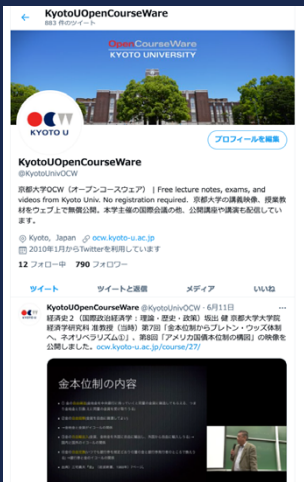 KyotoUOpenCourseWare
883 件のツイート
OpenCourseWare
KYOTO UNIVERSITY
OCW
KYOTO U
プロフィールを編集
KyotoUOpenCourseWare
@KyotoUnivOCW
京都大学OCW（オープンコースウェア） | Free lecture notes, exams, and
videos from Kyoto Univ. No registration required. 京都大学の講義映像、授業教
材をウェブ上で無償公開。本学主催の国際会議の他、公開講座や講演も配信してい
ます。
Kyoto, Japan ocw.kyoto-u.ac.jp
2010年1月からTwitterを利用しています
12 フォロー中 790 フォロワー
ツイート ツイートと返信 メディア いいね
KyotoUOpenCourseWare @KyotoUnivOCW · 6月11日
経済史２（国際政治経済学：理論・歴史・政策）坂出 健 京都大学大学院
経済学研究科 准教授（当時）第7回「金本位制からブレトン・ウッズ体制
へ、ネオリベラリズム①」、第8回「アメリカ国債本位制の構図」の映像を
公開しました。ocw.kyoto-u.ac.jp/course/27/
金本位制の内容